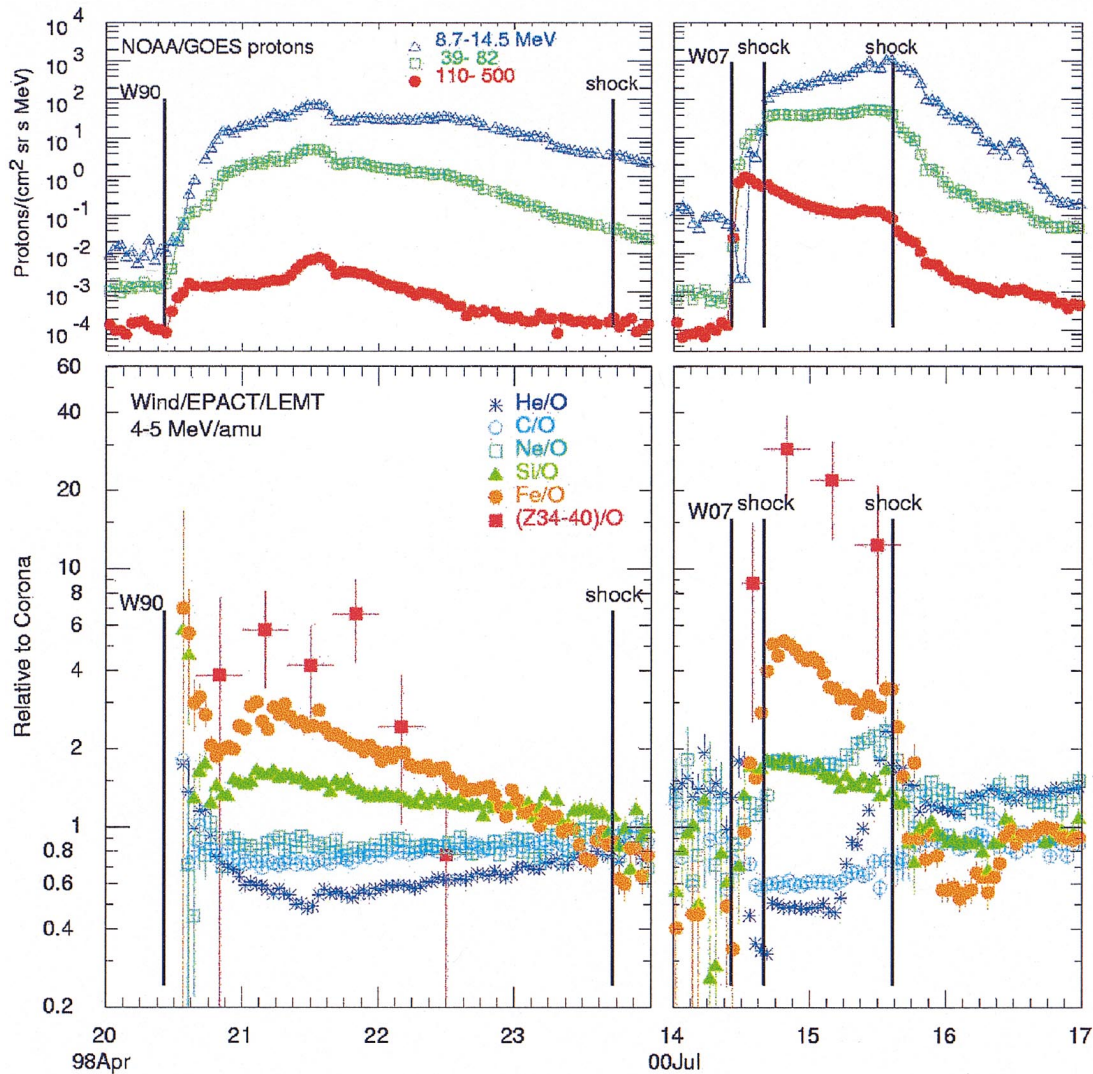 NOAA/GOES protons
8.7-14.5 MeV
39- 82
110- 500
W90
shock
W07
shock
shock
10^4
10^3
10^2
10^1
10^0
10^-1
10^-2
10^-3
10^-4
Protons/(cm² sr s MeV)
Wind/EPACT/LEMT
4-5 MeV/amu
He/O
C/O
Ne/O
Si/O
Fe/O
(Z34-40)/O
W90
shock
W07
shock
shock
60
40
20
10
8
6
4
2
1
0.8
0.6
0.4
0.2
Relative to Corona
20
21
22
23
98Apr
14
15
16
17
00Jul